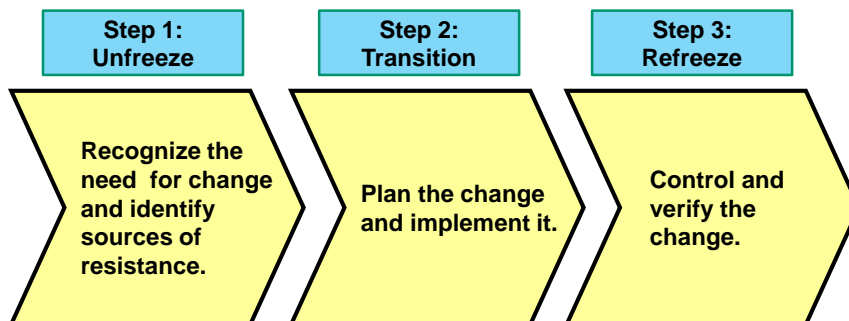 Step 1:
Unfreeze
Step 2:
Transition
Step 3:
Refreeze
Recognize the
need  for change
and identify
sources of
resistance.
Plan the change
and implement it.
Control and
verify the
change.